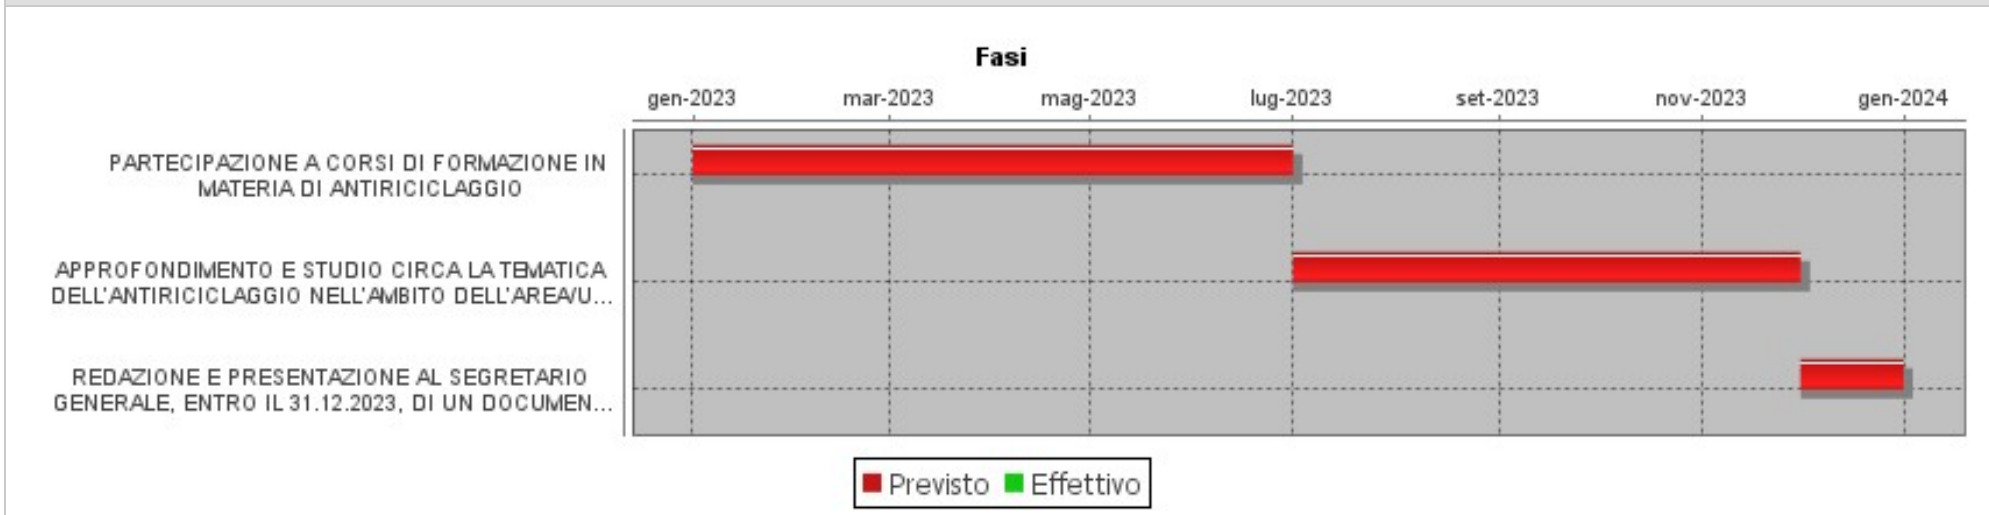 Fasi
gen-2023 mar-2023 mag-2023 lug-2023 set-2023 nov-2023 gen-2024
PARTECIPAZIONE A CORSI DI FORMAZIONE IN
MATERIA DI ANTIRICICLAGGIO
APPROFONDIMENTO E STUDIO CIRCA LA TEMATICA
DELL'ANTIRICICLAGGIO NELL'AMBITO DELL'AREA/U...
REDAZIONE E PRESENTAZIONE AL SEGRETARIO
GENERALE, ENTRO IL 31.12.2023, DI UN DOCUMEN...
Previsto Effettivo